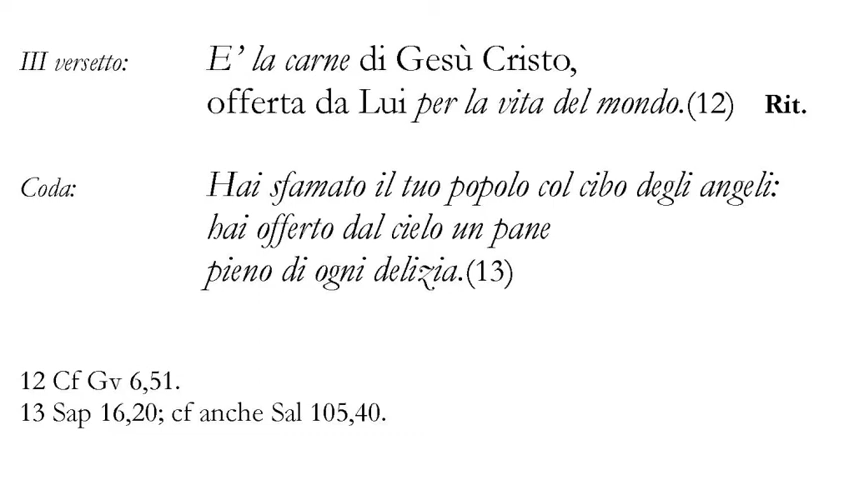 III versetto: E’ la carne di Gesù Cristo,
offerta da Lui per la vita del mondo.(12) Rit.
Coda: Hai sfamato il tuo popolo col cibo degli angeli:
hai offerto dal cielo un pane
pieno di ogni delizia.(13)
12 Cf Gv 6,51.
13 Sap 16,20; cf anche Sal 105,40.